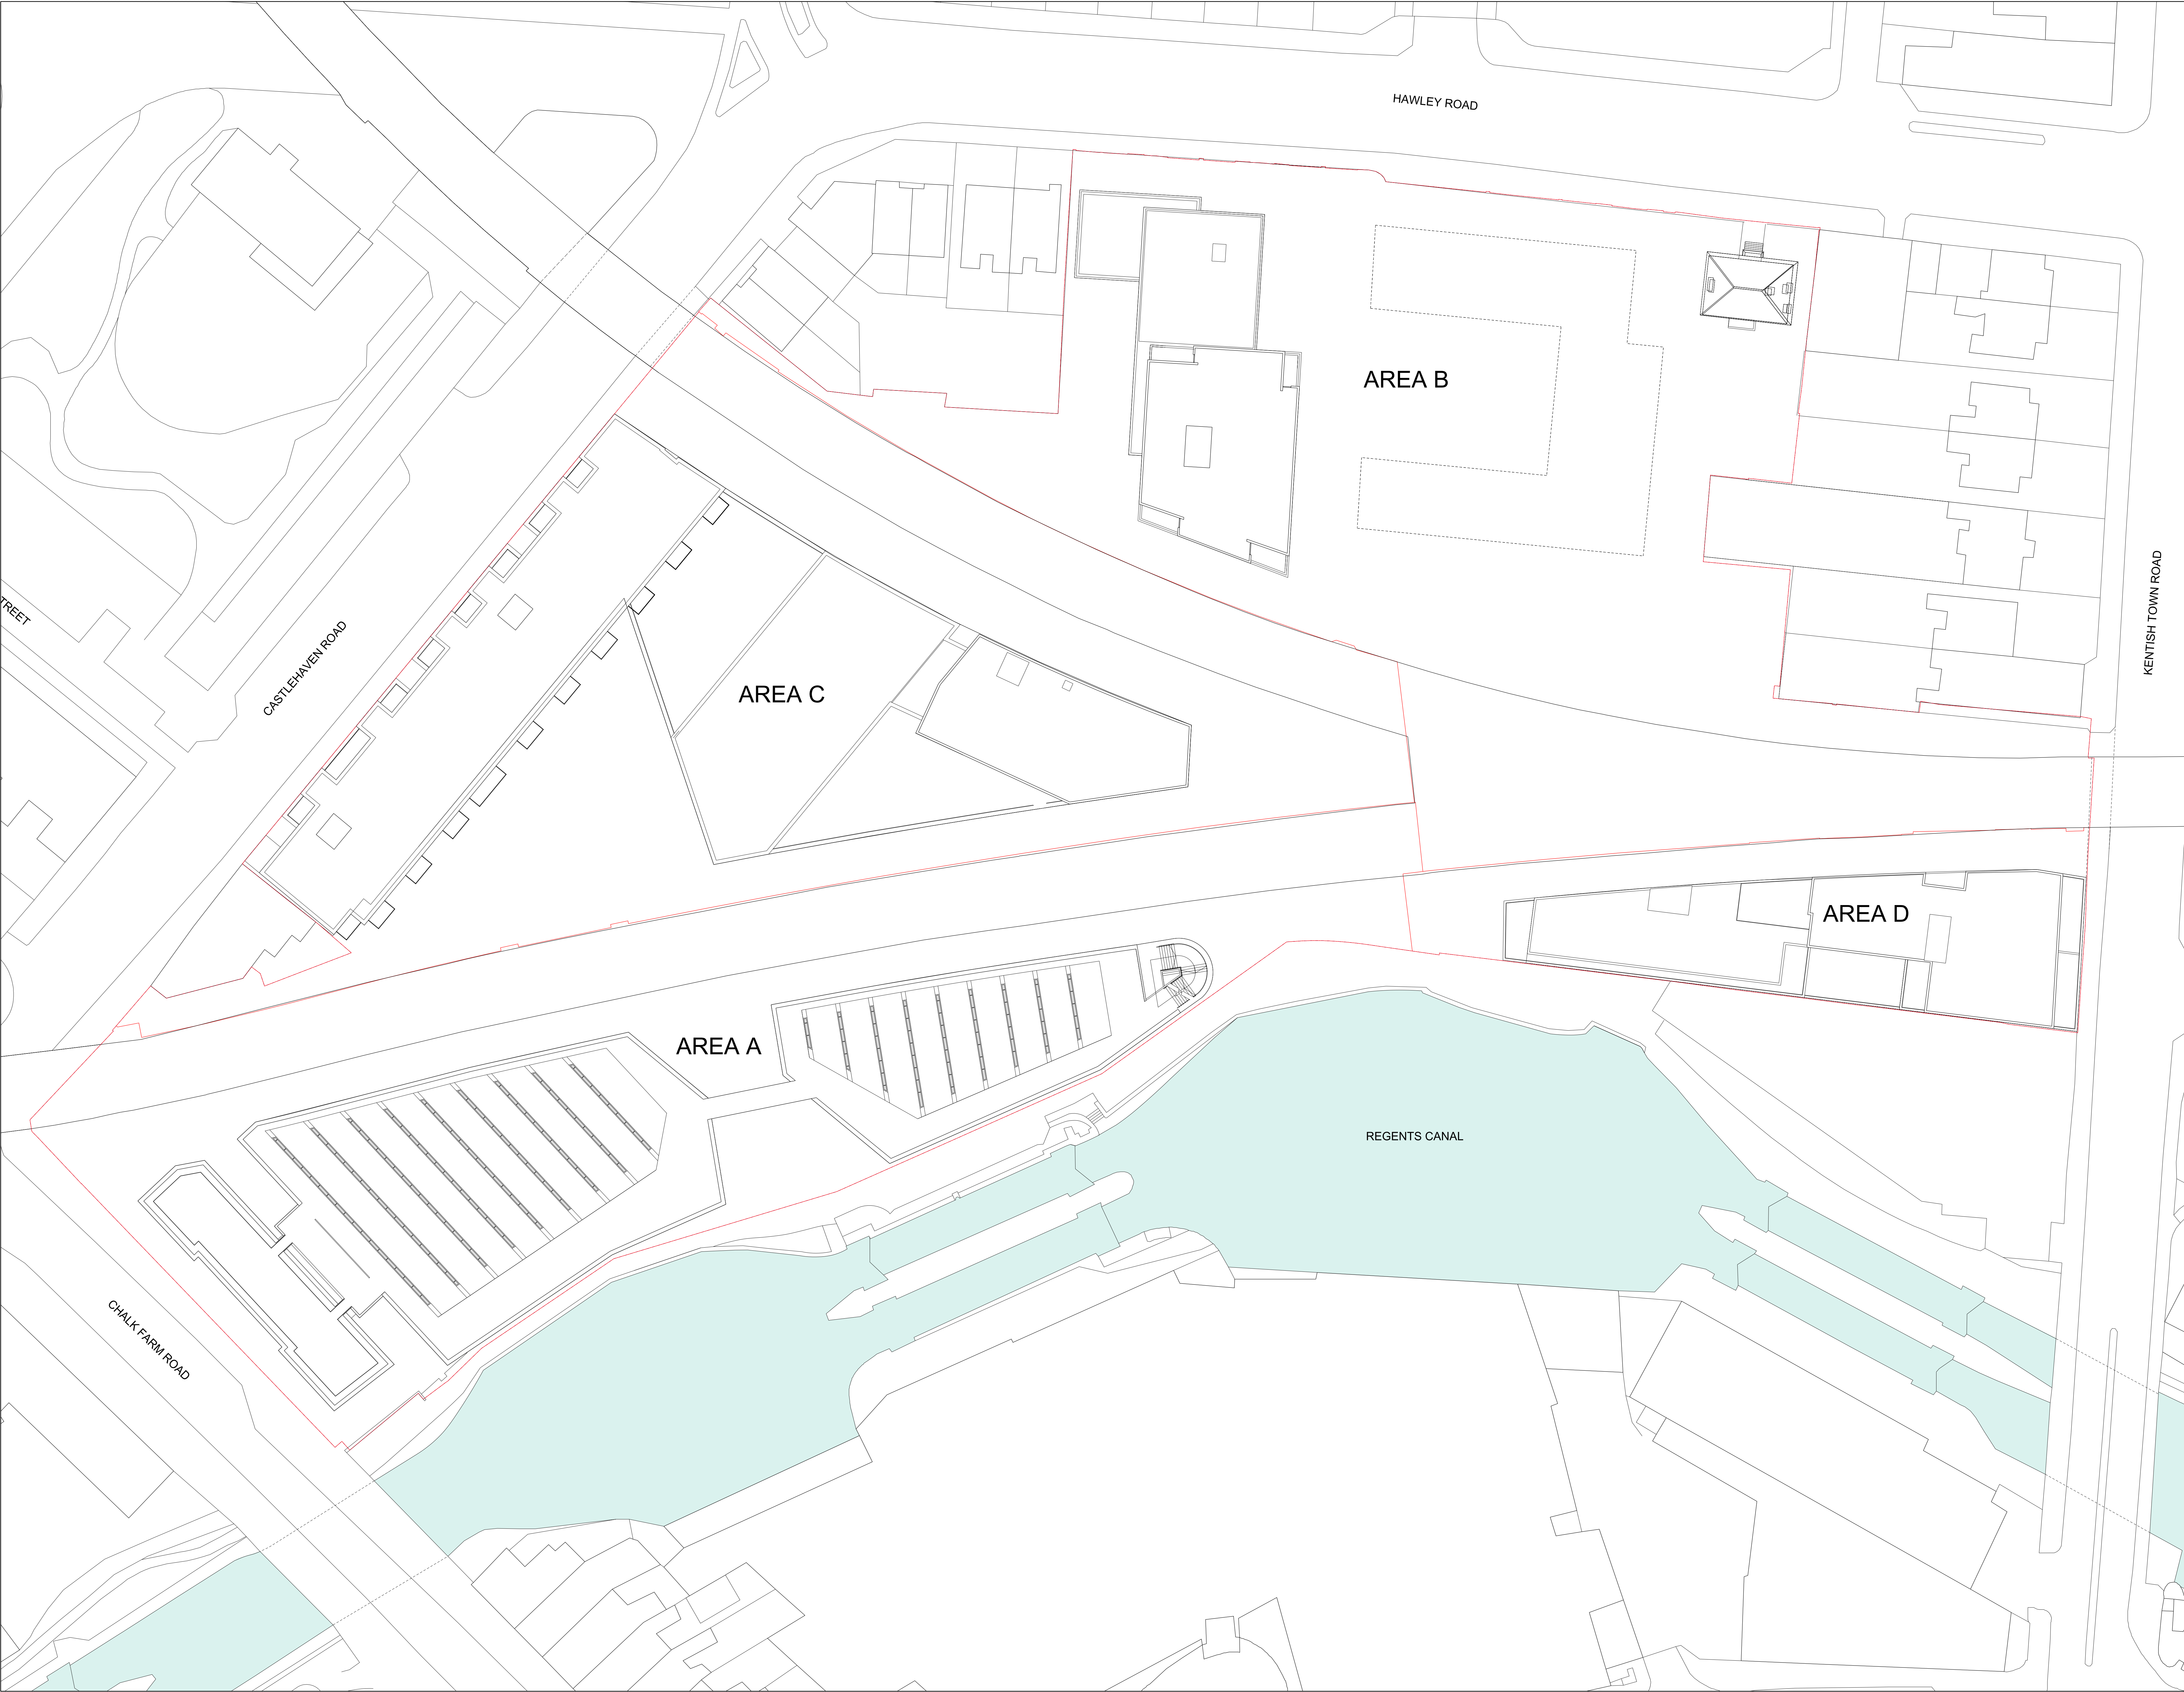 HAWLEY ROAD
AREA B
TREET
CASTLEHAVEN ROAD
KENTISH TOWN ROAD
AREA C
AREA D
AREA A
REGENTS CANAL
CHALK FARM ROAD